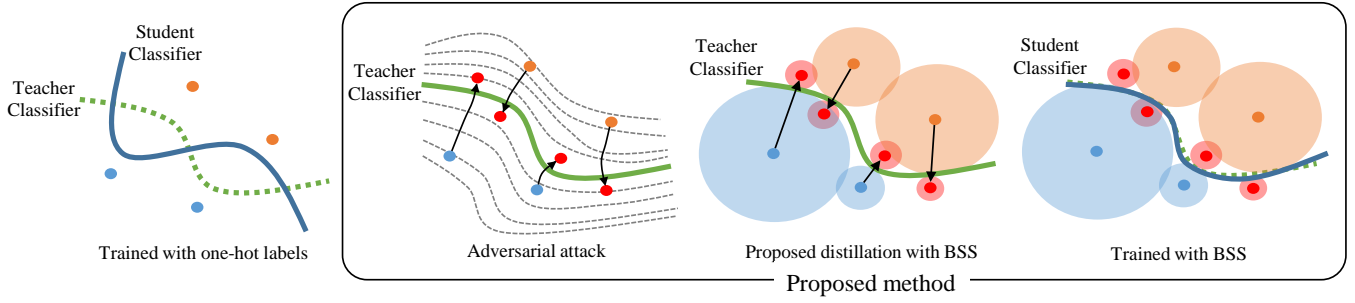 Student
Classifier
Teacher
Classifier
Trained with one-hot labels
Teacher
Classifier
Adversarial attack
Teacher
Classifier
Proposed distillation with BSS
Student
Classifier
Trained with BSS
Proposed method